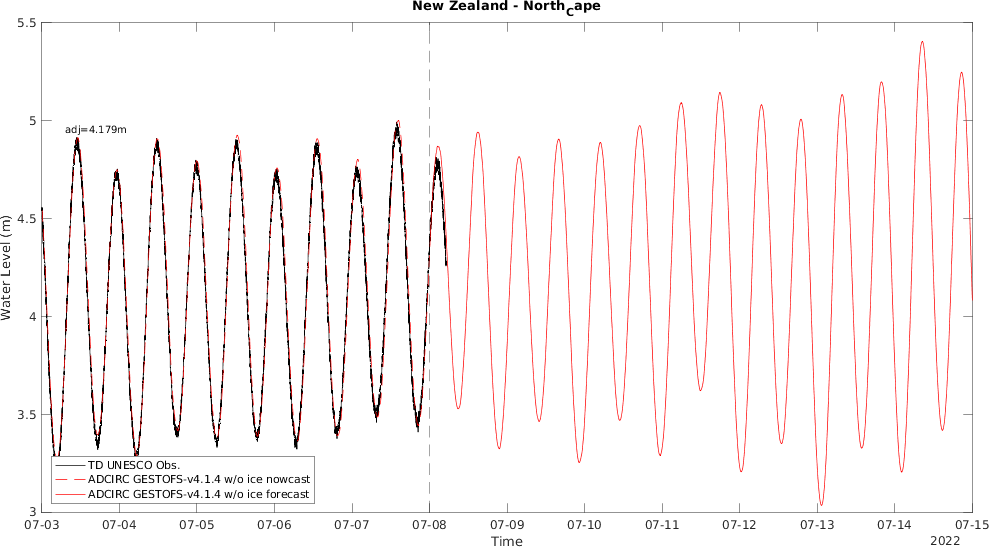 New Zealand - NorthCape
5.5
adj=4.179m
5
4.5
Water Level (m)
4
3.5
TD UNESCO Obs.
ADCIRC GESTOFS-v4.1.4 w/o ice nowcast
ADCIRC GESTOFS-v4.1.4 w/o ice forecast
3
07-03 07-04 07-05 07-06 07-07 07-08 07-09 07-10 07-11 07-12 07-13 07-14 07-15
Time
2022